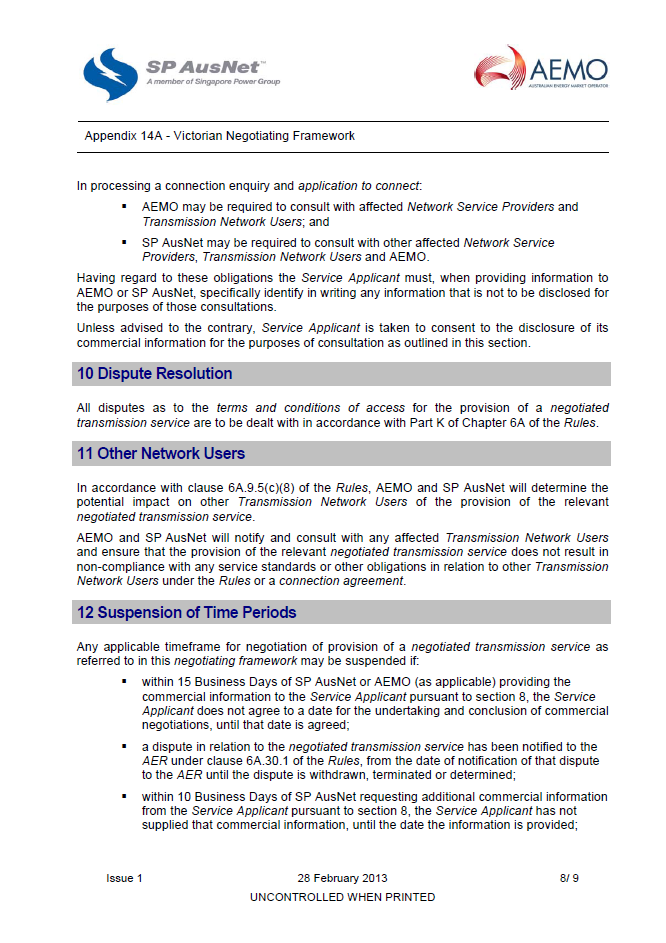 SP AusNet™
A member of Singapore Power Group
AEMO
AUSTRALIAN ENERGY MARKET OPERATOR
Appendix 14A - Victorian Negotiating Framework
In processing a connection enquiry and application to connect:
▪ AEMO may be required to consult with affected Network Service Providers and
Transmission Network Users; and
▪ SP AusNet may be required to consult with other affected Network Service
Providers, Transmission Network Users and AEMO.
Having regard to these obligations the Service Applicant must, when providing information to
AEMO or SP AusNet, specifically identify in writing any information that is not to be disclosed for
the purposes of those consultations.
Unless advised to the contrary, Service Applicant is taken to consent to the disclosure of its
commercial information for the purposes of consultation as outlined in this section.
10 Dispute Resolution
All disputes as to the terms and conditions of access for the provision of a negotiated
transmission service are to be dealt with in accordance with Part K of Chapter 6A of the Rules.
11 Other Network Users
In accordance with clause 6A.9.5(c)(8) of the Rules, AEMO and SP AusNet will determine the
potential impact on other Transmission Network Users of the provision of the relevant
negotiated transmission service.
AEMO and SP AusNet will notify and consult with any affected Transmission Network Users
and ensure that the provision of the relevant negotiated transmission service does not result in
non-compliance with any service standards or other obligations in relation to other Transmission
Network Users under the Rules or a connection agreement.
12 Suspension of Time Periods
Any applicable timeframe for negotiation of provision of a negotiated transmission service as
referred to in this negotiating framework may be suspended if:
▪ within 15 Business Days of SP AusNet or AEMO (as applicable) providing the
commercial information to the Service Applicant pursuant to section 8, the Service
Applicant does not agree to a date for the undertaking and conclusion of commercial
negotiations, until that date is agreed;
▪ a dispute in relation to the negotiated transmission service has been notified to the
AER under clause 6A.30.1 of the Rules, from the date of notification of that dispute
to the AER until the dispute is withdrawn, terminated or determined;
▪ within 10 Business Days of SP AusNet requesting additional commercial information
from the Service Applicant pursuant to section 8, the Service Applicant has not
supplied that commercial information, until the date the information is provided;
Issue 1 28 February 2013 8/ 9
UNCONTROLLED WHEN PRINTED